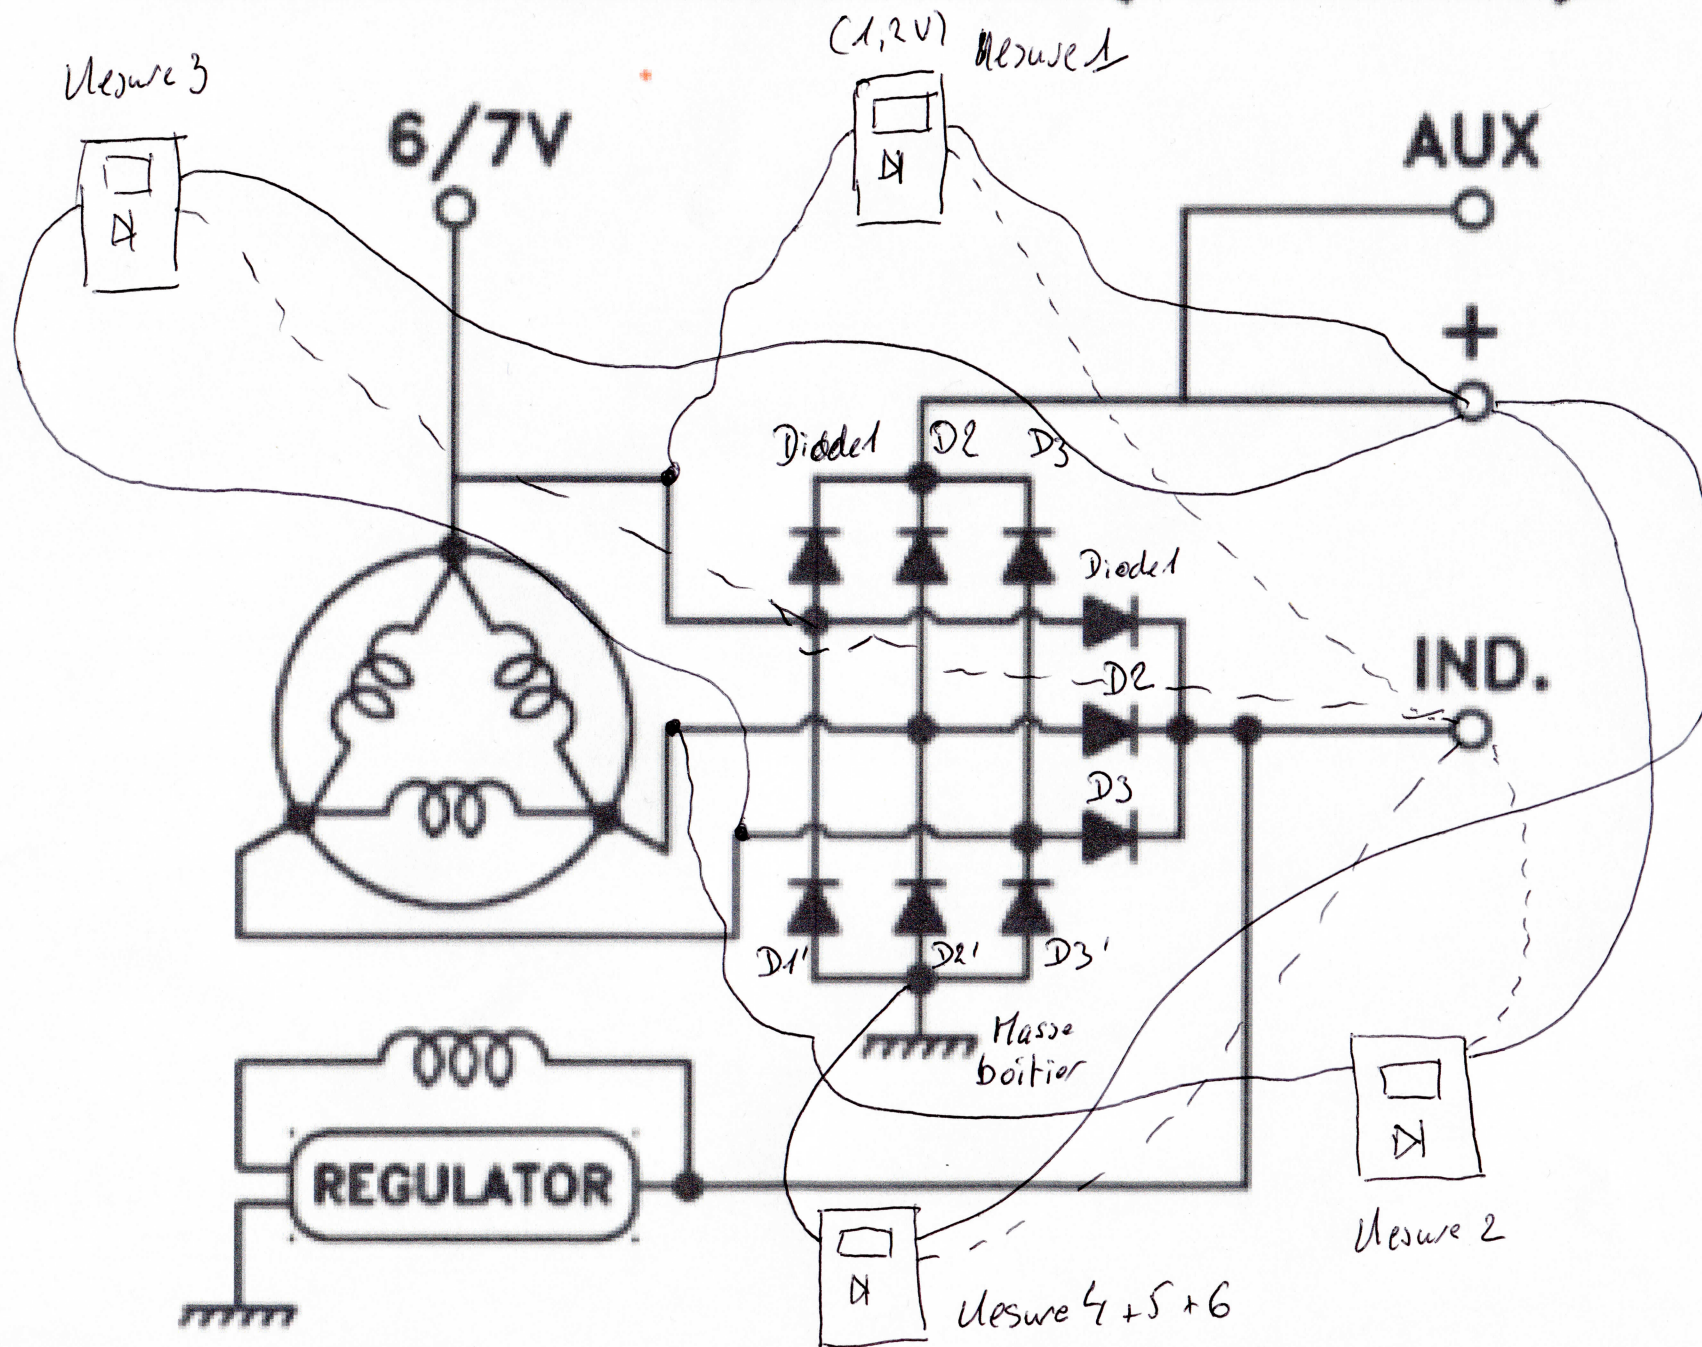 (1,2V)
Mesure 1
Mesure 3
6/7V
AUX
+
Diode1
D2
D3
Diode1
IND.
D2
D3
D1'
D2'
D3'
Masse
boîtier
REGULATOR
Mesure 2
Mesure 4+5+6